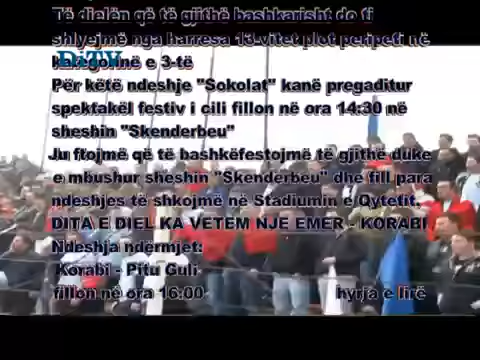 Të dielën që të gjithë bashkarisht do ti
shlyejmë nga harresa 13-vitet plot peripeti në
DiTV
kategorinë e 3-të
Për këtë ndeshje "Sokolat" kanë pregaditur
spektakël festiv i cili fillon në ora 14:30 në
sheshin "Skenderbeu"
Ju ftojmë që të bashkëfestojmë të gjithë duke
e mbushur sheshin "Skenderbeu" dhe fill para
ndeshjes të shkojmë në Stadiumin e Qytetit.
DITA E DIEL KA VETEM NJE EMER - KORABI
Ndeshja ndërmjet:
Korabi - Pitu Guli
fillon në ora 16:00 hyrja e lirë